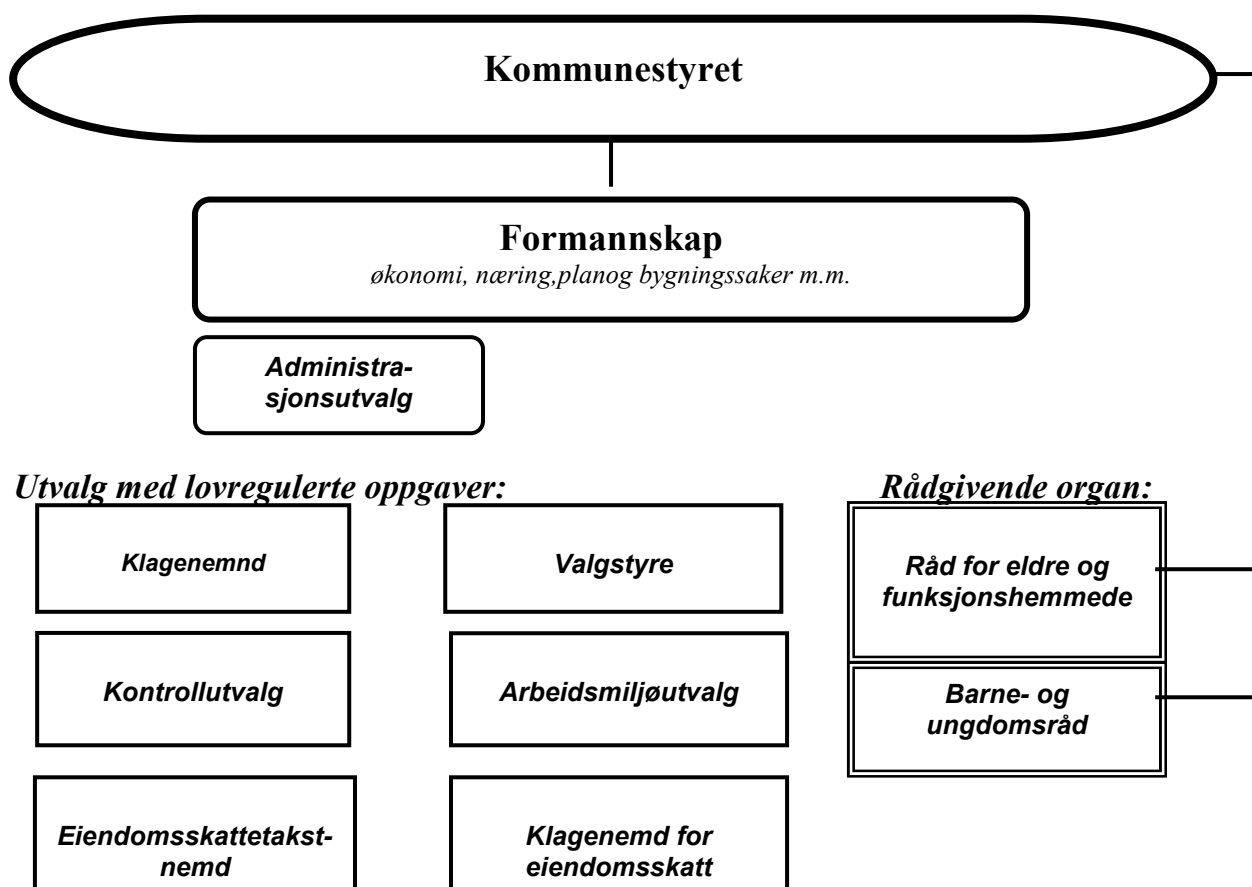 Kommunestyret
Formannskap
økonomi, næring,planog bygningssaker m.m.
Administra-
sjonsutvalg
Utvalg med lovregulerte oppgaver:
Rådgivende organ:
Klagenemnd
Valgstyre
Råd for eldre og
funksjonshemmede
Kontrollutvalg
Arbeidsmiljøutvalg
Barne- og
ungdomsråd
Eiendomsskattetakst-
nemd
Klagenemd for
eiendomsskatt